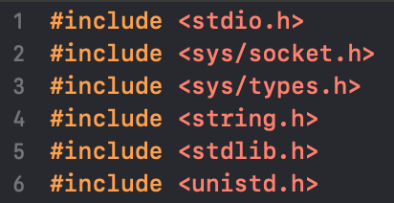 1 #include <stdio.h>
2 #include <sys/socket.h>
3 #include <sys/types.h>
4 #include <string.h>
5 #include <stdlib.h>
6 #include <unistd.h>